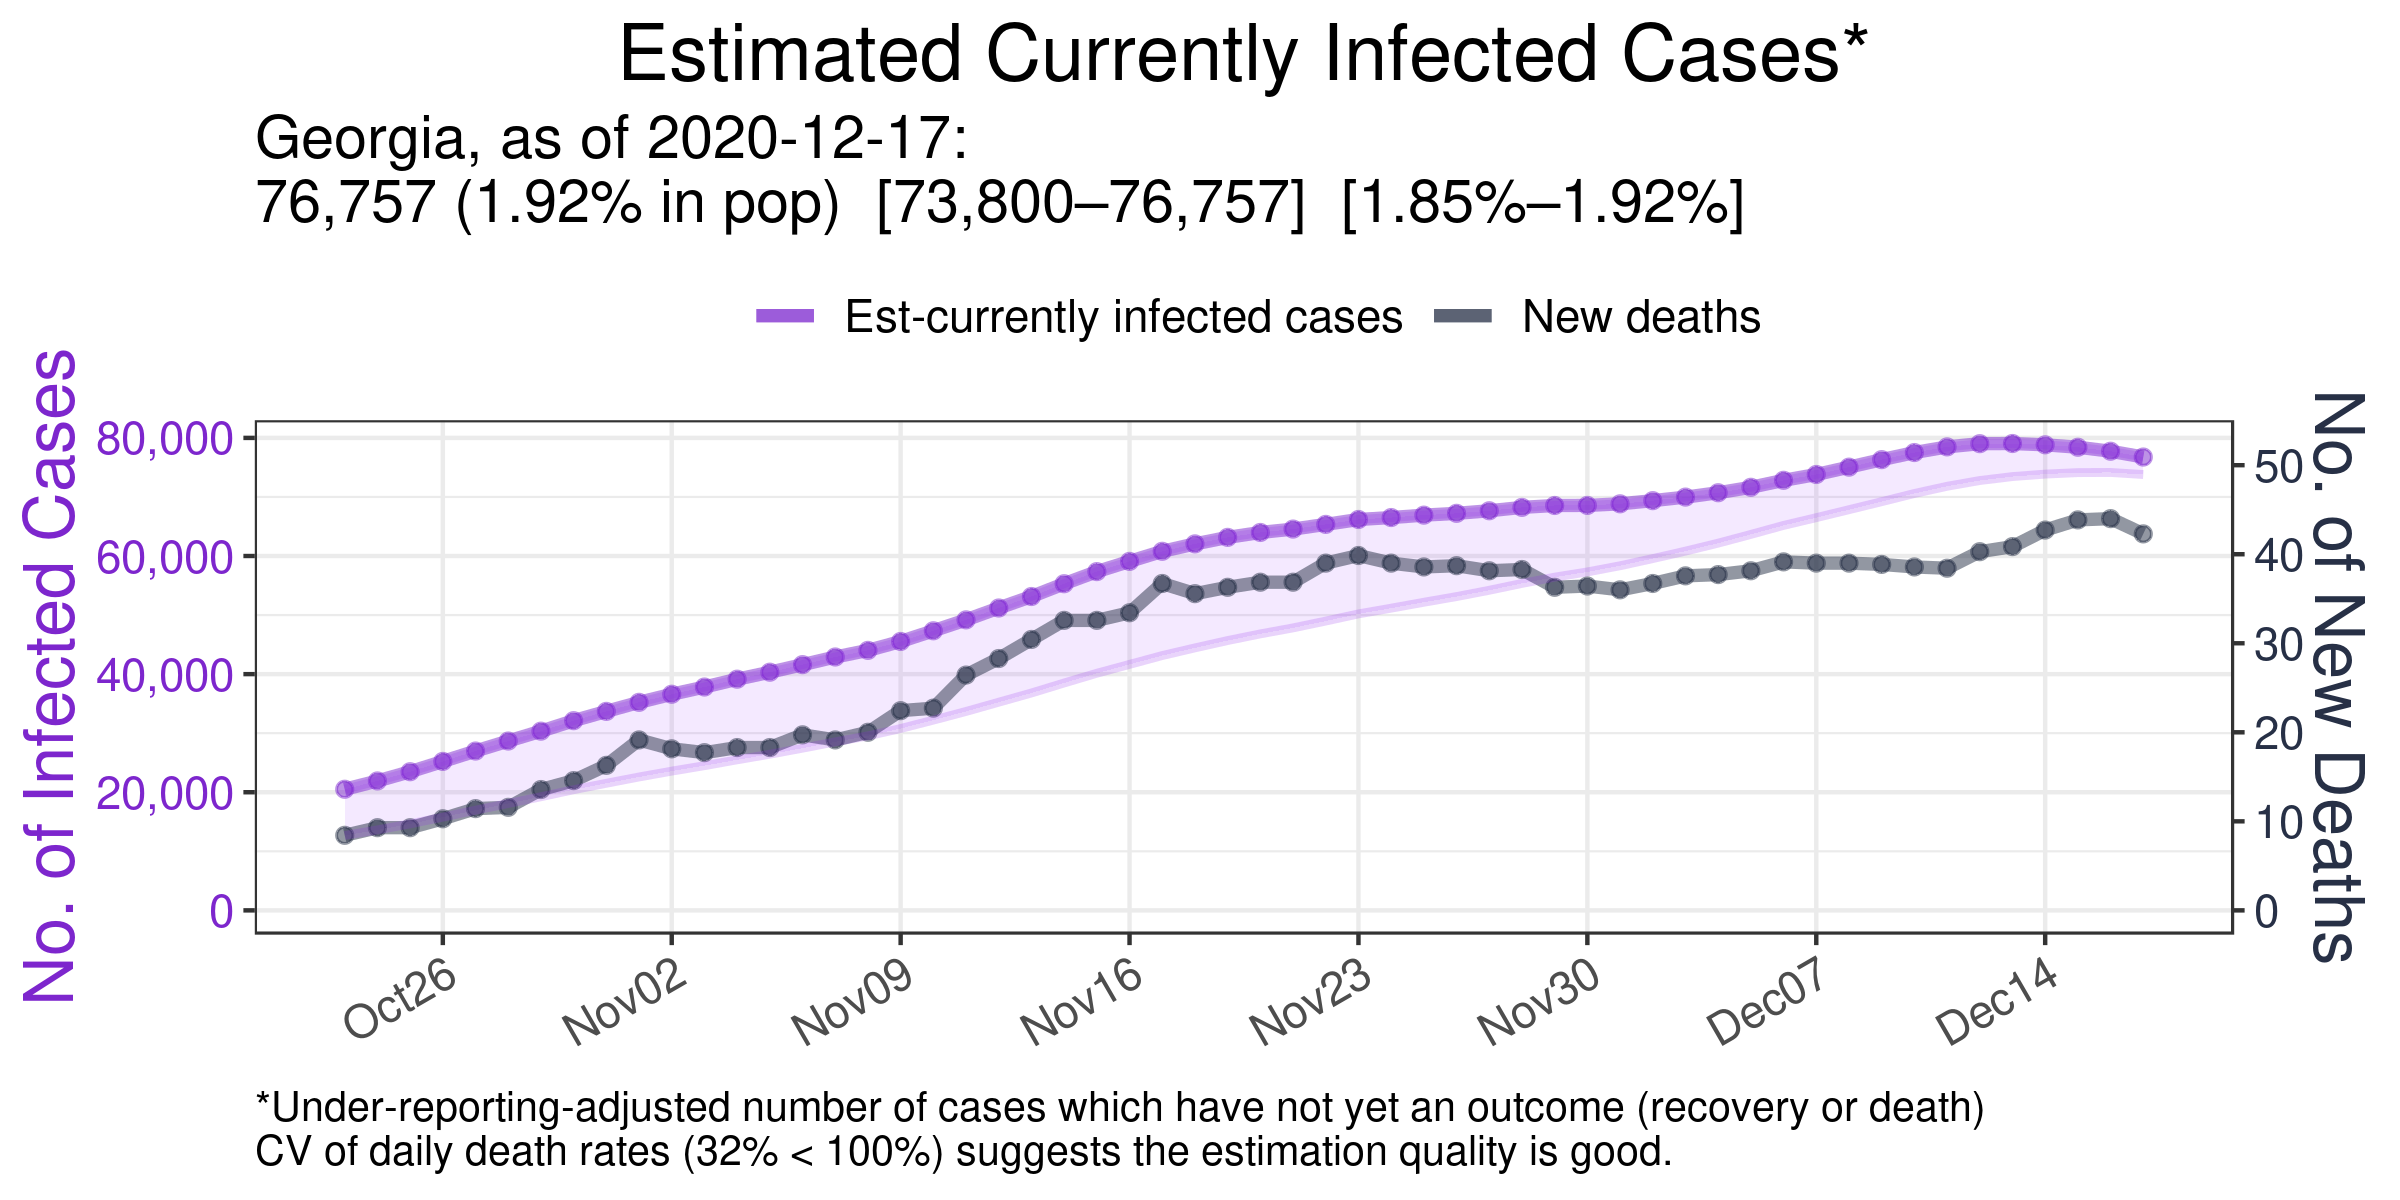 Estimated Currently Infected Cases*
Georgia, as of 2020-12-17:
76,757 (1.92% in pop)  [73,800–76,757]  [1.85%–1.92%]
Est-currently infected cases
New deaths
No. of Infected Cases
80,000
60,000
40,000
20,000
0
50
40
30
20
10
0
No. of New Deaths
Oct26
Nov02
Nov09
Nov16
Nov23
Nov30
Dec07
Dec14
*Under-reporting-adjusted number of cases which have not yet an outcome (recovery or death)
CV of daily death rates (32% < 100%) suggests the estimation quality is good.